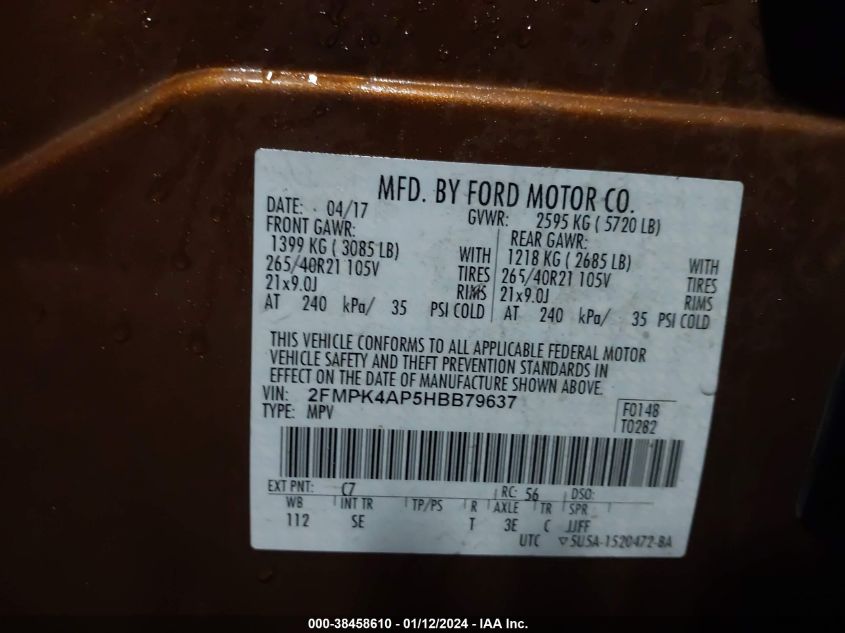 MFD. BY FORD MOTOR CO.
DATE: 04/17 GVWR: 2595 KG ( 5720 LB)
FRONT GAWR: REAR GAWR:
1399 KG ( 3085 LB) WITH 1218 KG ( 2685 LB) WITH
265/40R21 105V TIRES 265/40R21 105V TIRES
21x9.0J RIMS 21x9.0J RIMS
AT 240 kPa/ 35 PSI COLD AT 240 kPa/ 35 PSI COLD
THIS VEHICLE CONFORMS TO ALL APPLICABLE FEDERAL MOTOR
VEHICLE SAFETY AND THEFT PREVENTION STANDARDS IN
EFFECT ON THE DATE OF MANUFACTURE SHOWN ABOVE.
VIN: 2FMPK4AP5HBB79637 F0148
TYPE: MPV T0282
EXT PNT: C7 RC: 56 DSO:
WB INT TR TP/PS R AXLE TR SPR
112 SE T 3E C JJFF
UTC ▽5U5A-1520472-BA
000-38458610 - 01/12/2024 - IAA Inc.